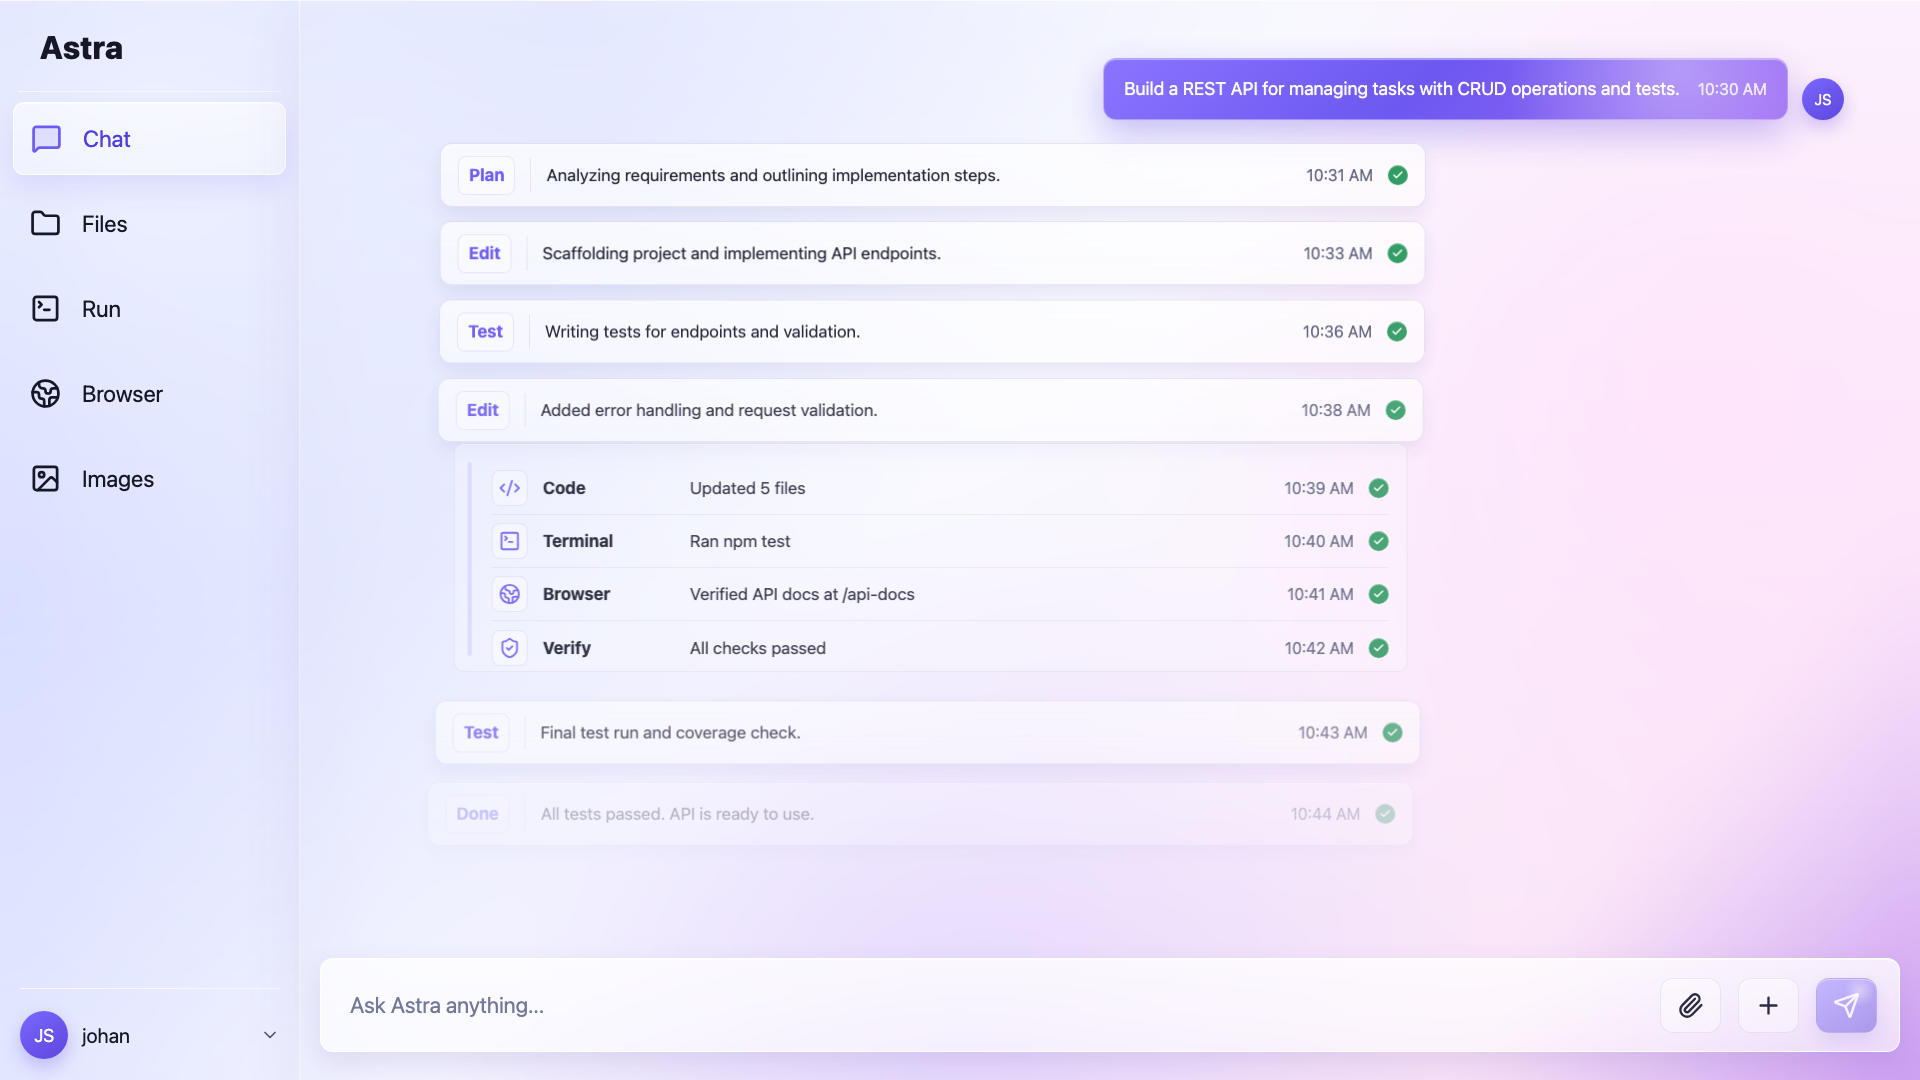 Astra
Chat
Files
Run
Browser
Images
JS johan
Build a REST API for managing tasks with CRUD operations and tests. 10:30 AM JS
Plan Analyzing requirements and outlining implementation steps. 10:31 AM
Edit Scaffolding project and implementing API endpoints. 10:33 AM
Test Writing tests for endpoints and validation. 10:36 AM
Edit Added error handling and request validation. 10:38 AM
Code Updated 5 files 10:39 AM
Terminal Ran npm test 10:40 AM
Browser Verified API docs at /api-docs 10:41 AM
Verify All checks passed 10:42 AM
Test Final test run and coverage check. 10:43 AM
Done All tests passed. API is ready to use. 10:44 AM
Ask Astra anything...